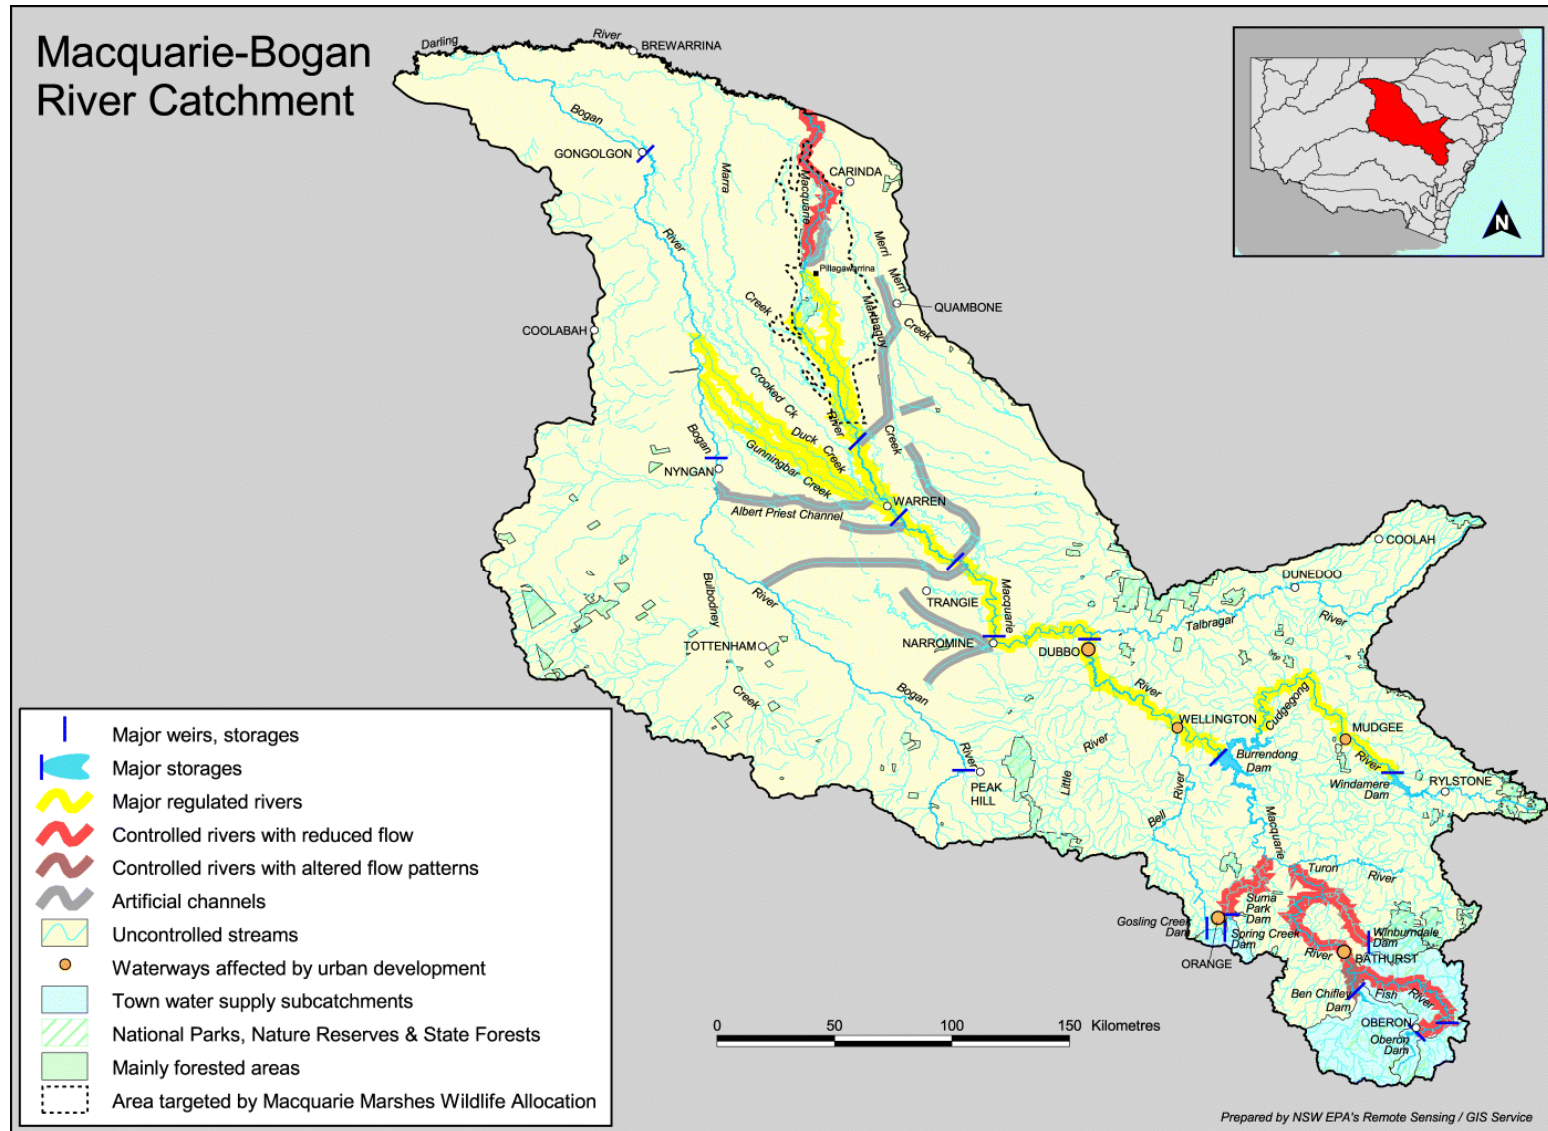 Macquarie-Bogan
River Catchment
Darling
River
BREWARRINA
Bogan
GONGOLGON
Marra
Macquarie
CARINDA
N
River
Merri
Merri
Pillagawarrina
Creek
Marthaguy
QUAMBONE
Creek
COOLABAH
Crooked Ck
River
Duck Creek
Creek
Bogan
Gunningbar Creek
NYNGAN
WARREN
Albert Priest Channel
COOLAH
DUNEDOO
Bulbodney
River
TRANGIE
Macquarie
Talbragar
River
TOTTENHAM
NARROMINE
DUBBO
Creek
Bogan
River
WELLINGTON
Cudgegong
MUDGEE
River
River
Little
River
Burrendong
Dam
River
Windamere
Dam
RYLSTONE
PEAK
HILL
Bell
River
Macquarie
Turon
River
Suma
Park
Dam
Gosling Creek
Dam
Spring Creek
Dam
Winburndale
Dam
ORANGE
River
BATHURST
Ben Chifley
Dam
Fish
River
OBERON
Oberon
Dam
Major weirs, storages
Major storages
Major regulated rivers
Controlled rivers with reduced flow
Controlled rivers with altered flow patterns
Artificial channels
Uncontrolled streams
Waterways affected by urban development
Town water supply subcatchments
National Parks, Nature Reserves & State Forests
Mainly forested areas
Area targeted by Macquarie Marshes Wildlife Allocation
0 50 100 150 Kilometres
Prepared by NSW EPA's Remote Sensing / GIS Service